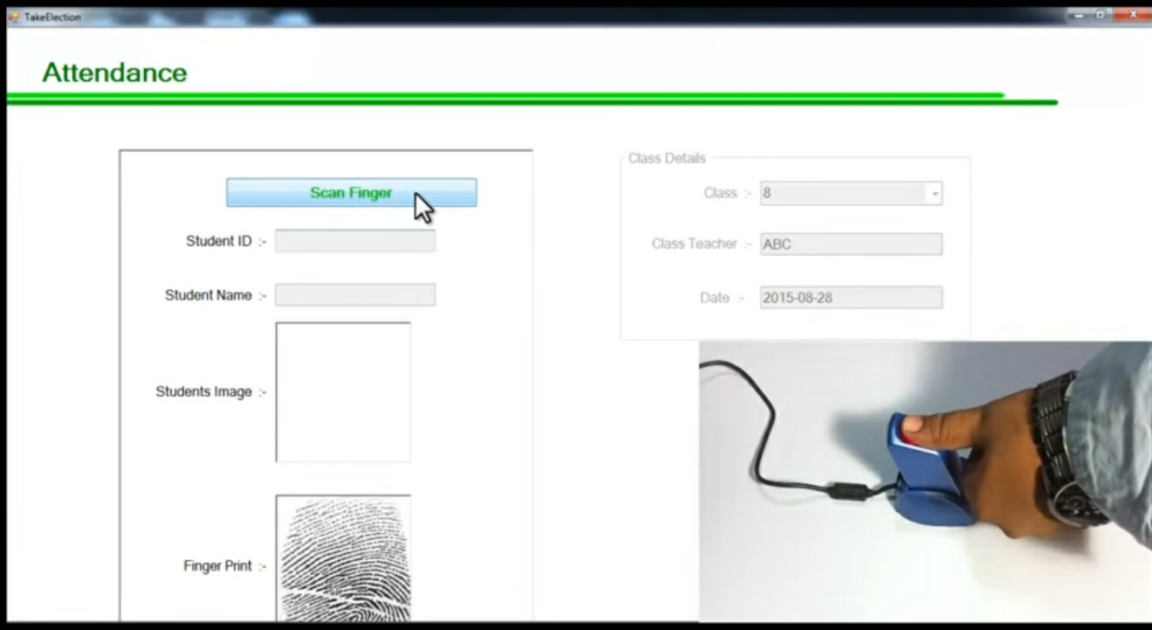 TakeElection
Attendance
Scan Finger
Student ID :-
Student Name :-
Students Image :-
Finger Print :-
Class Details
Class :- 8
Class Teacher :- ABC
Date :- 2015-08-28